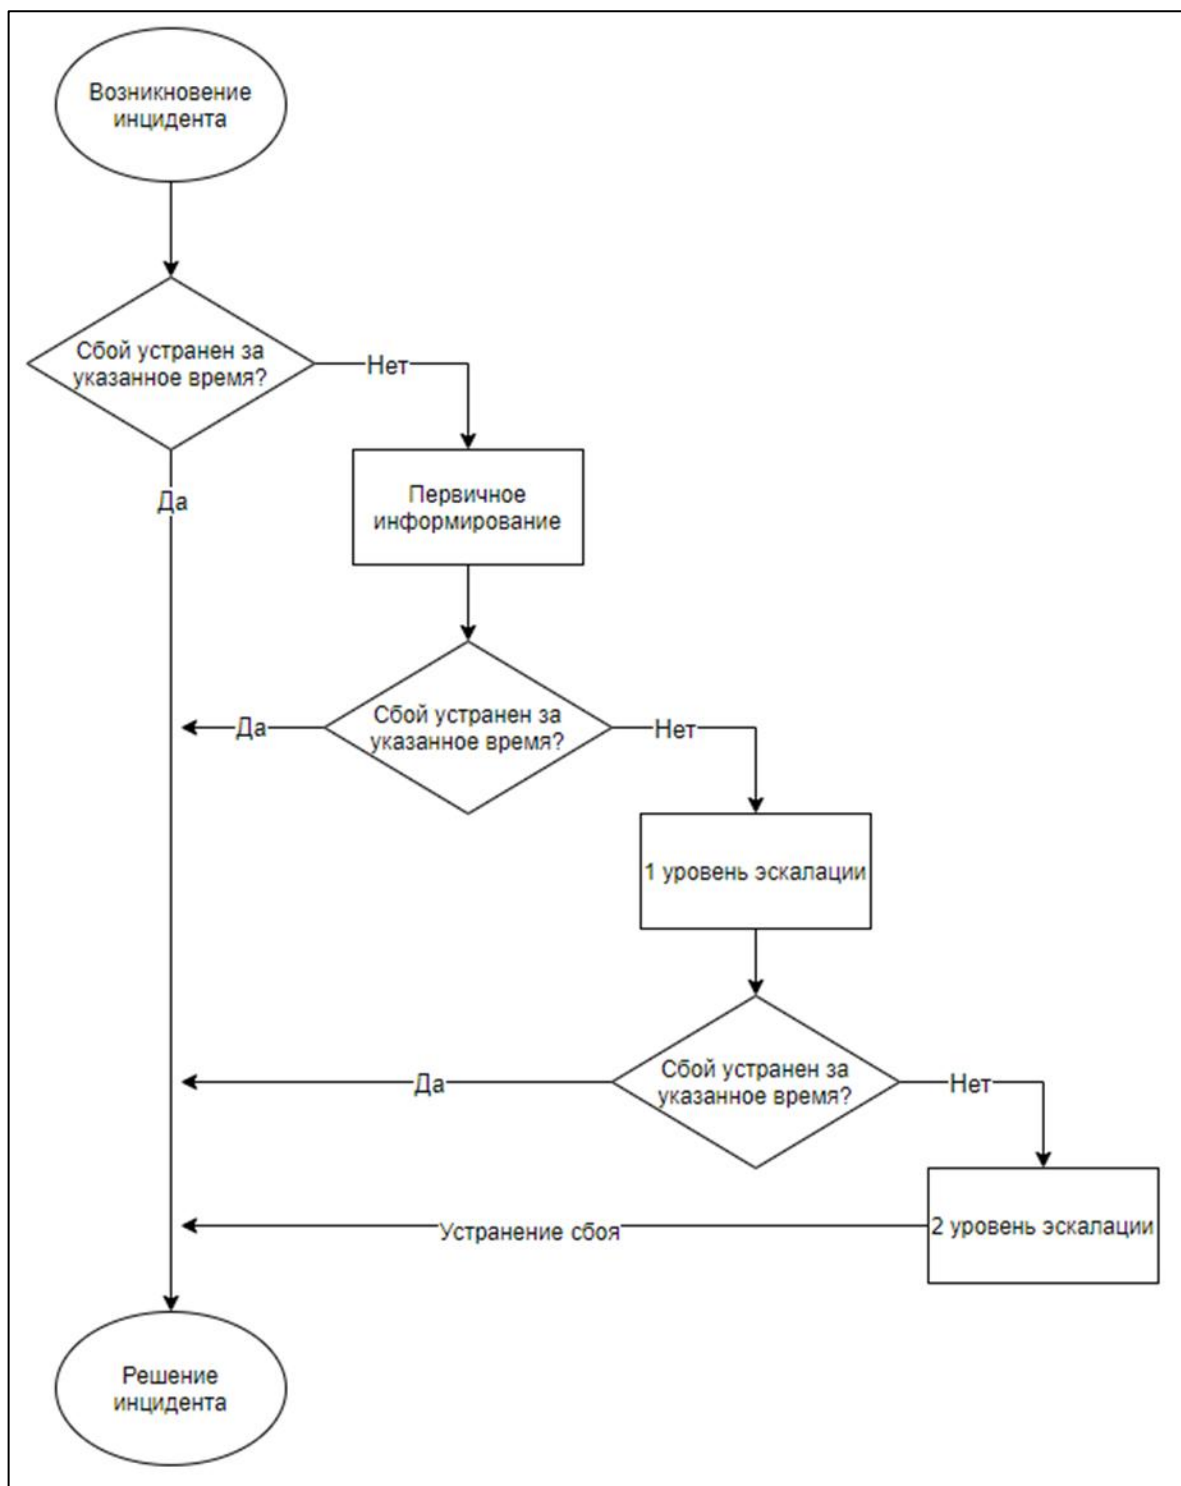 Возникновение
инцидента
Сбой устранен за
указанное время?
Нет
Да
Первичное
информирование
Сбой устранен за
указанное время?
Да
Нет
1 уровень эскалации
Сбой устранен за
указанное время?
Да
Нет
2 уровень эскалации
Устранение сбоя
Решение
инцидента